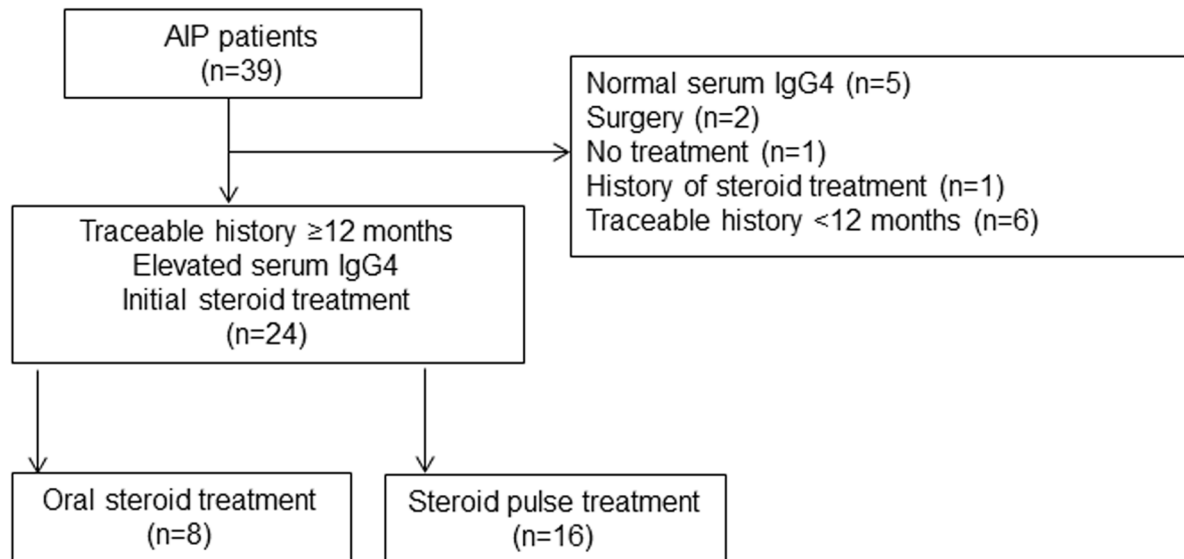 AIP patients
(n=39)
Normal serum IgG4 (n=5)
Surgery (n=2)
No treatment (n=1)
History of steroid treatment (n=1)
Traceable history <12 months (n=6)
Traceable history ≥12 months
Elevated serum IgG4
Initial steroid treatment
(n=24)
Oral steroid treatment
(n=8)
Steroid pulse treatment
(n=16)